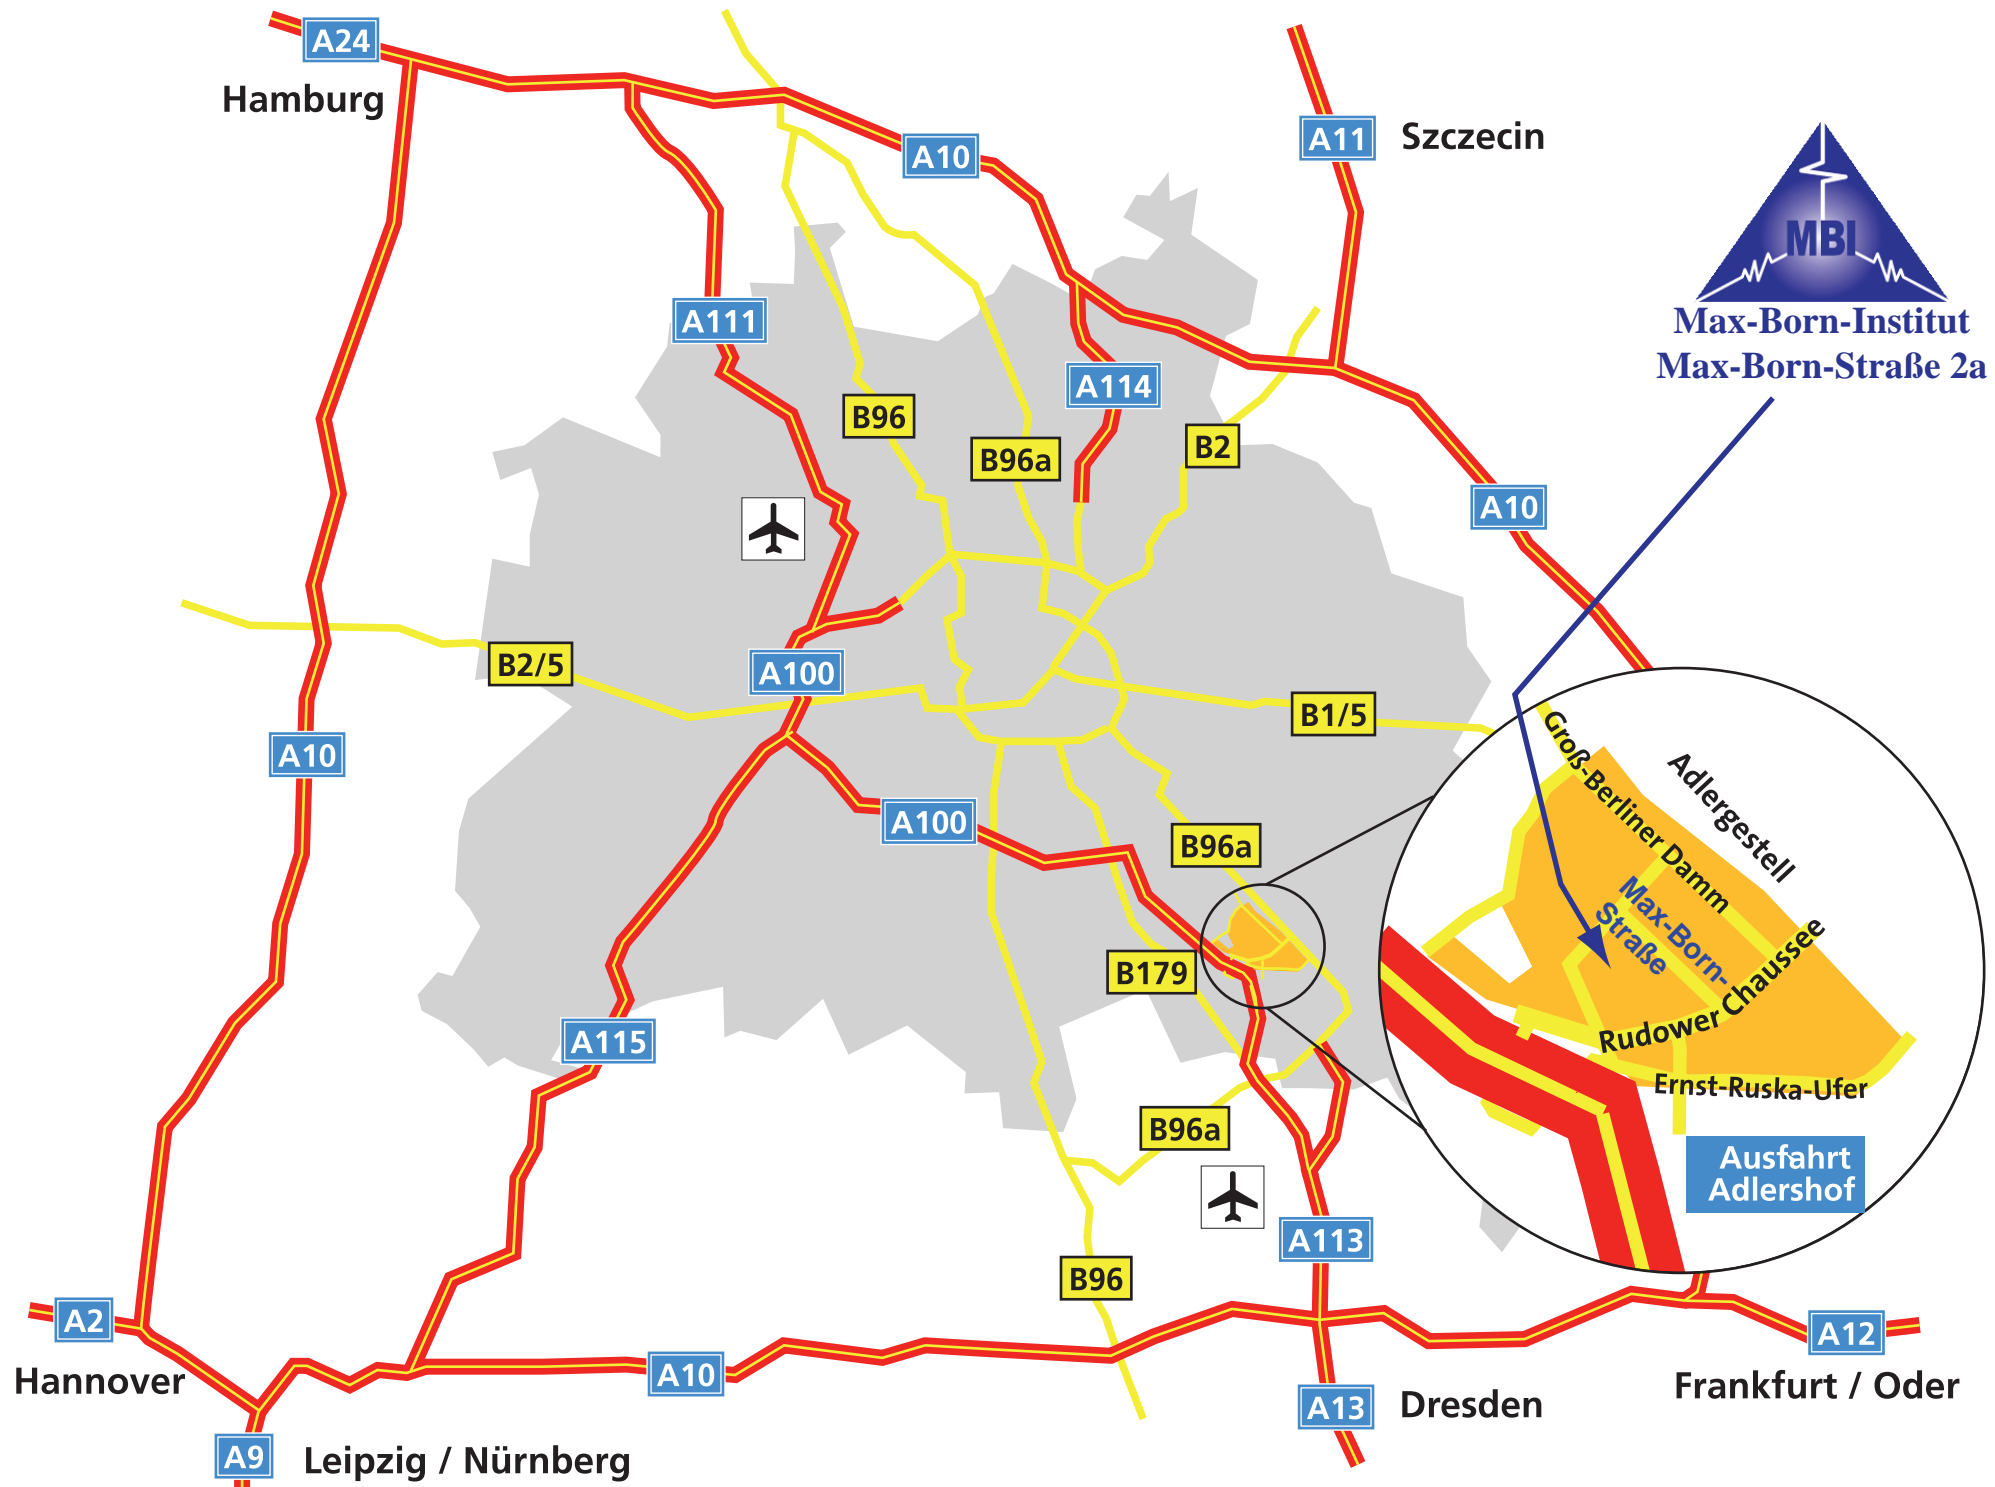 A24
Hamburg
A10
A11
Szczecin
MBI
Max-Born-Institut
Max-Born-Straße 2a
A111
A114
B96
B96a
B2
A10
B2/5
A100
B1/5
A10
A100
B96a
B179
A115
B96a
Groß-Berliner Damm
Adlergestell
Max-Born-
Straße
Rudower Chaussee
Ernst-Ruska-Ufer
Ausfahrt
Adlershof
A113
B96
A2
Hannover
A10
A12
Frankfurt / Oder
A13
Dresden
A9
Leipzig / Nürnberg